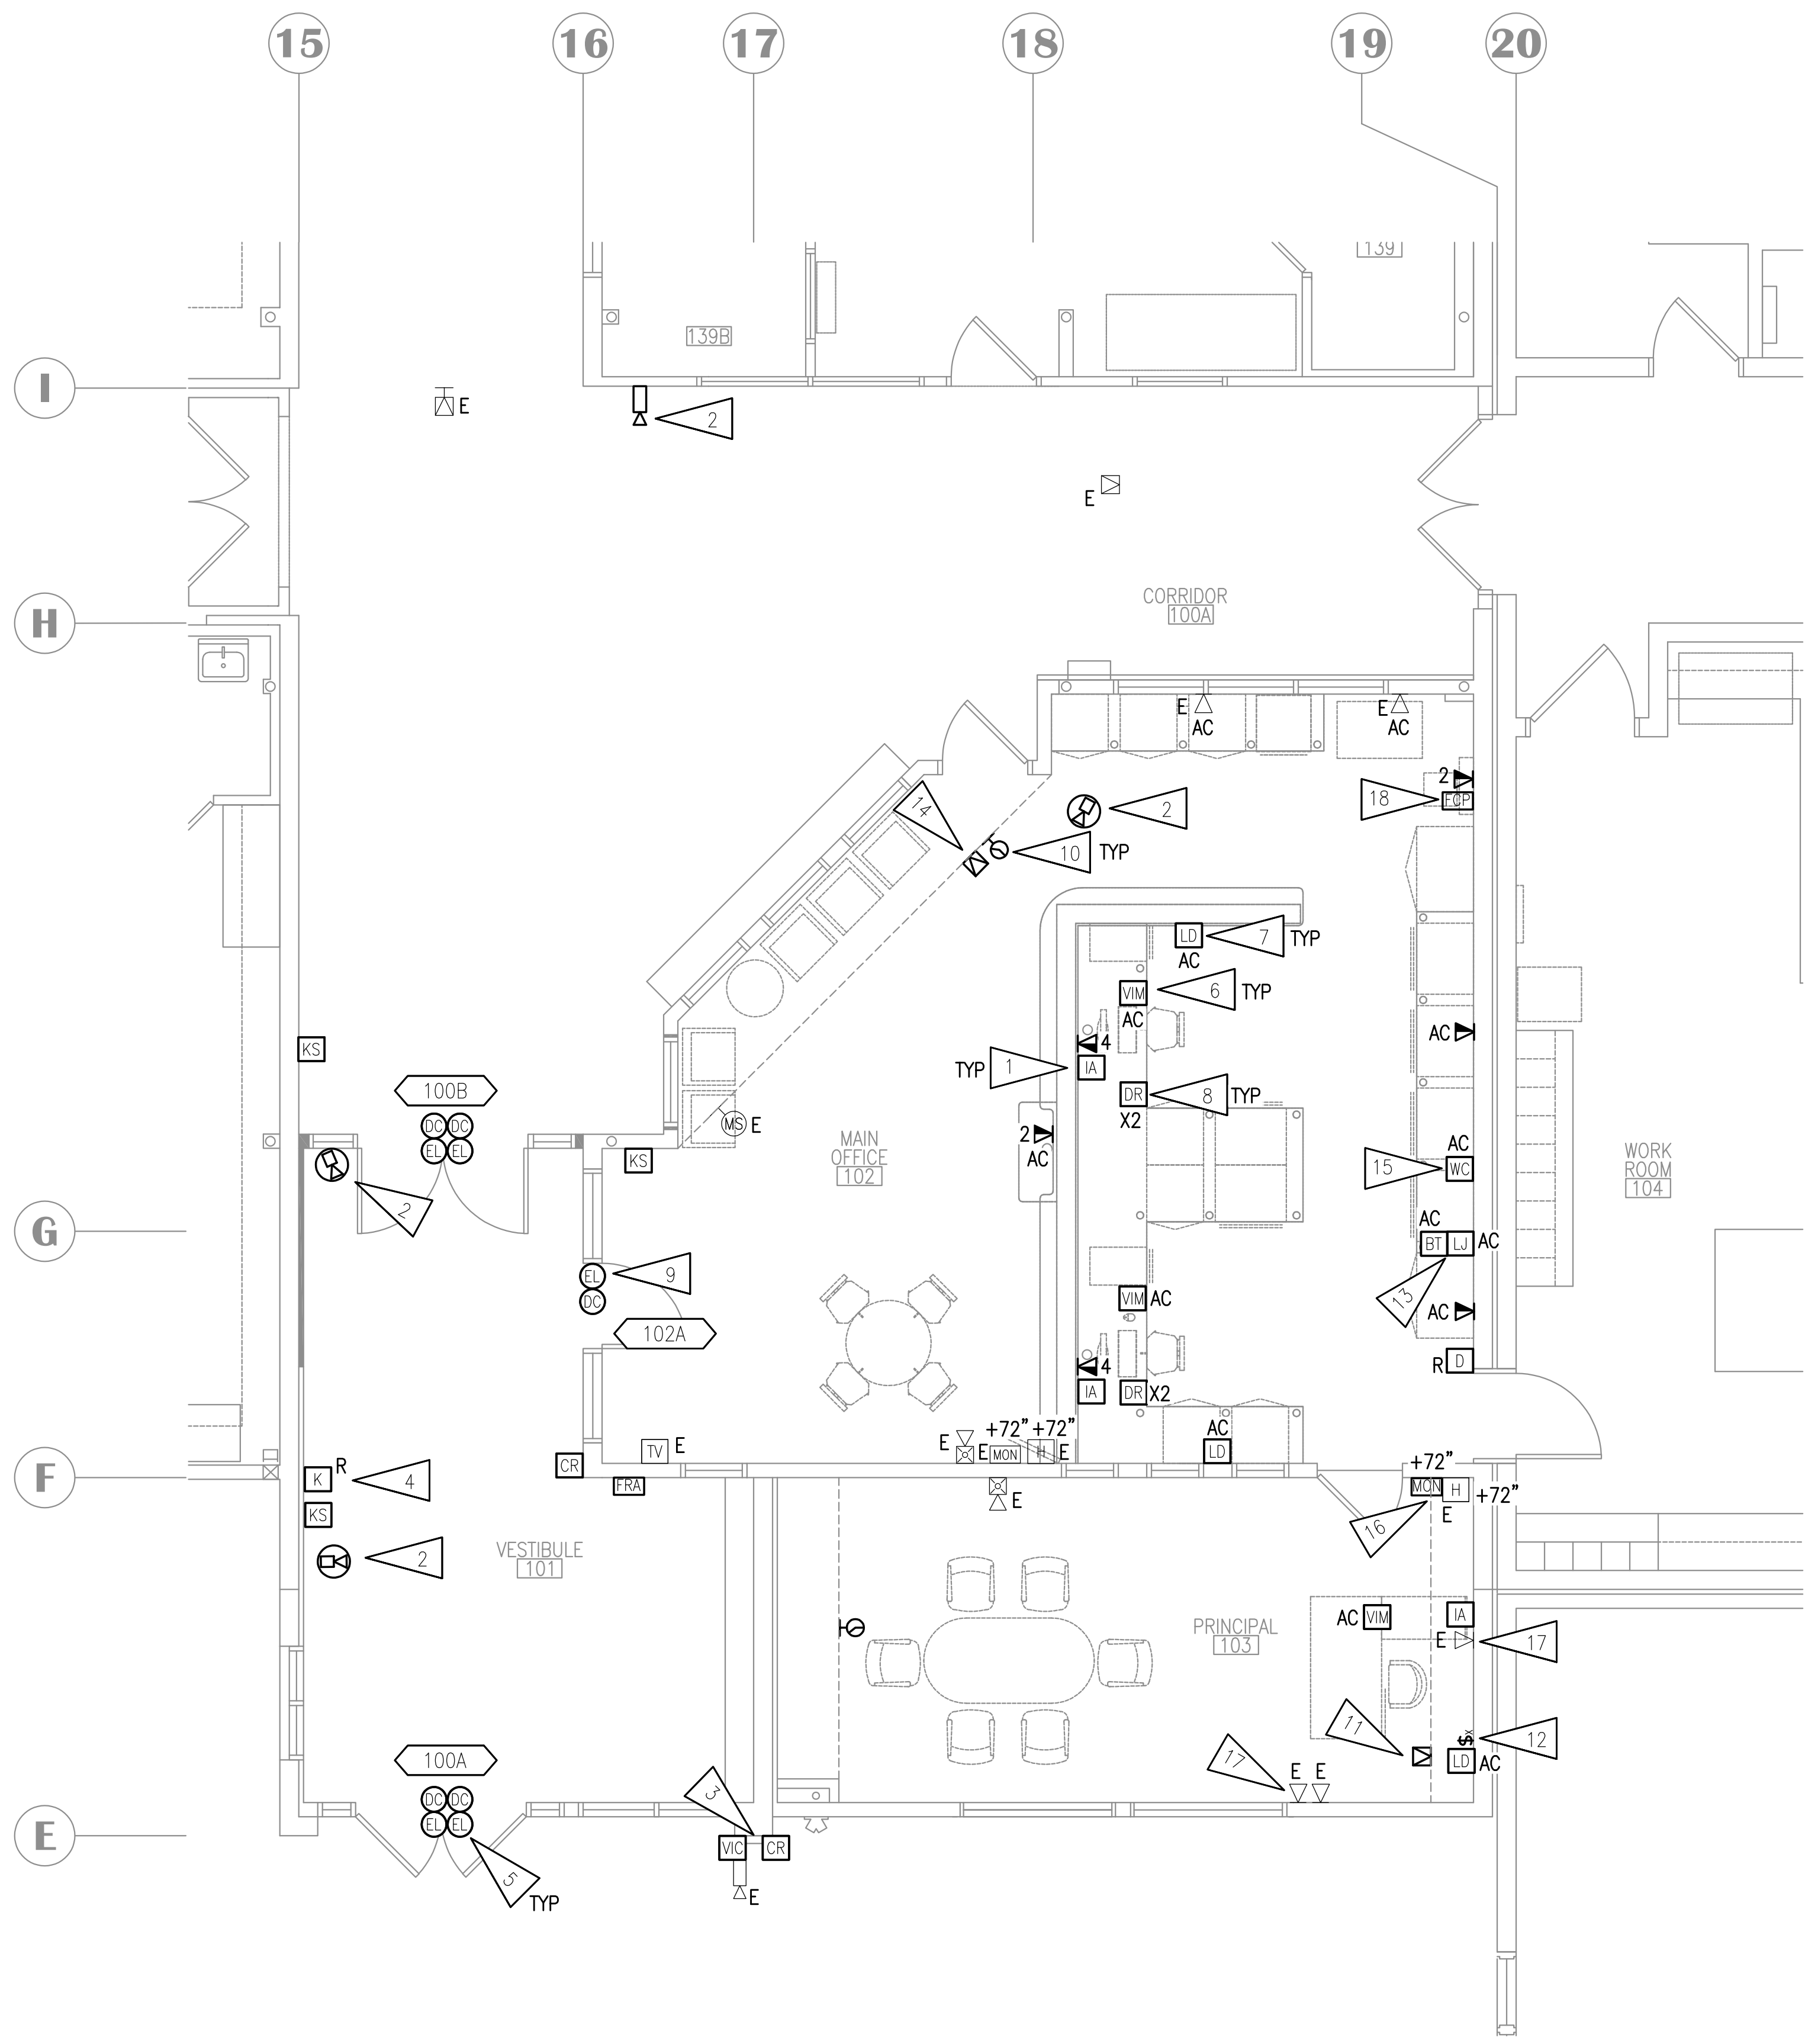 15 16 17 18 19 20
139
139B
I
E
2
E
H
CORRIDOR
100A
E AC
E AC
2
18 FCP
14
2
10 TYP
LD 7 TYP
AC
VIM 6 TYP
AC
AC
KS
4
TYP 1 IA
100B
DR 8 TYP
X2
DC DC
EL EL
MS E
2
AC
MAIN
OFFICE
102
KS
AC
15 WC
WORK
ROOM
104
2
G
AC
BT LJ AC
EL 9
DC
13
VIM AC
AC
102A
R D
4
IA
DR X2
+72" +72"
AC
TV E
E
E MON H E
LD
CR
F
K R 4
FRA
+72"
MON H +72"
E
E
KS
16
VESTIBULE
101
2
AC VIM IA
PRINCIPAL
103
E 17
11
12
$x
LD AC
100A
17
E E
3
DC DC
EL EL
E
VIC CR
5
TYP
E